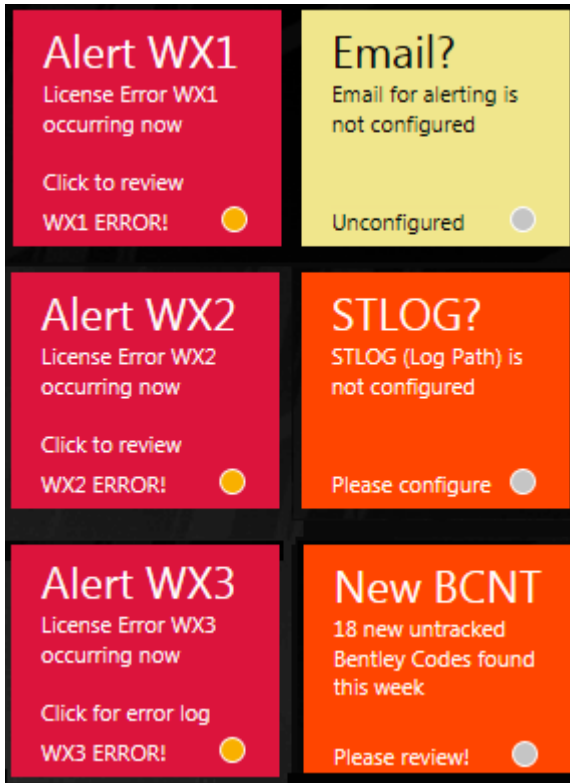 Alert WX1
License Error WX1
occurring now
Click to review
WX1 ERROR!
Email?
Email for alerting is
not configured
Unconfigured
Alert WX2
License Error WX2
occurring now
Click to review
WX2 ERROR!
STLOG?
STLOG (Log Path) is
not configured
Please configure
Alert WX3
License Error WX3
occurring now
Click for error log
WX3 ERROR!
New BCNT
18 new untracked
Bentley Codes found
this week
Please review!